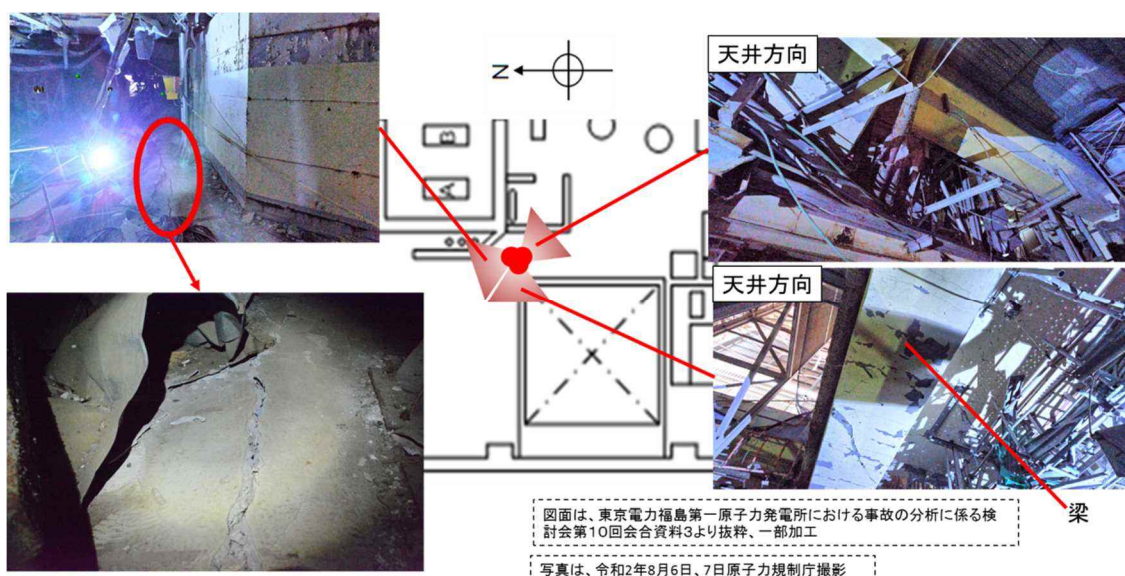 天井方向
N
B
A
天井方向
梁
図面は、東京電力福島第一原子力発電所における事故の分析に係る検
討会第10回会合資料3より抜粋、一部加工
写真は、令和2年8月6日、7日原子力規制庁撮影